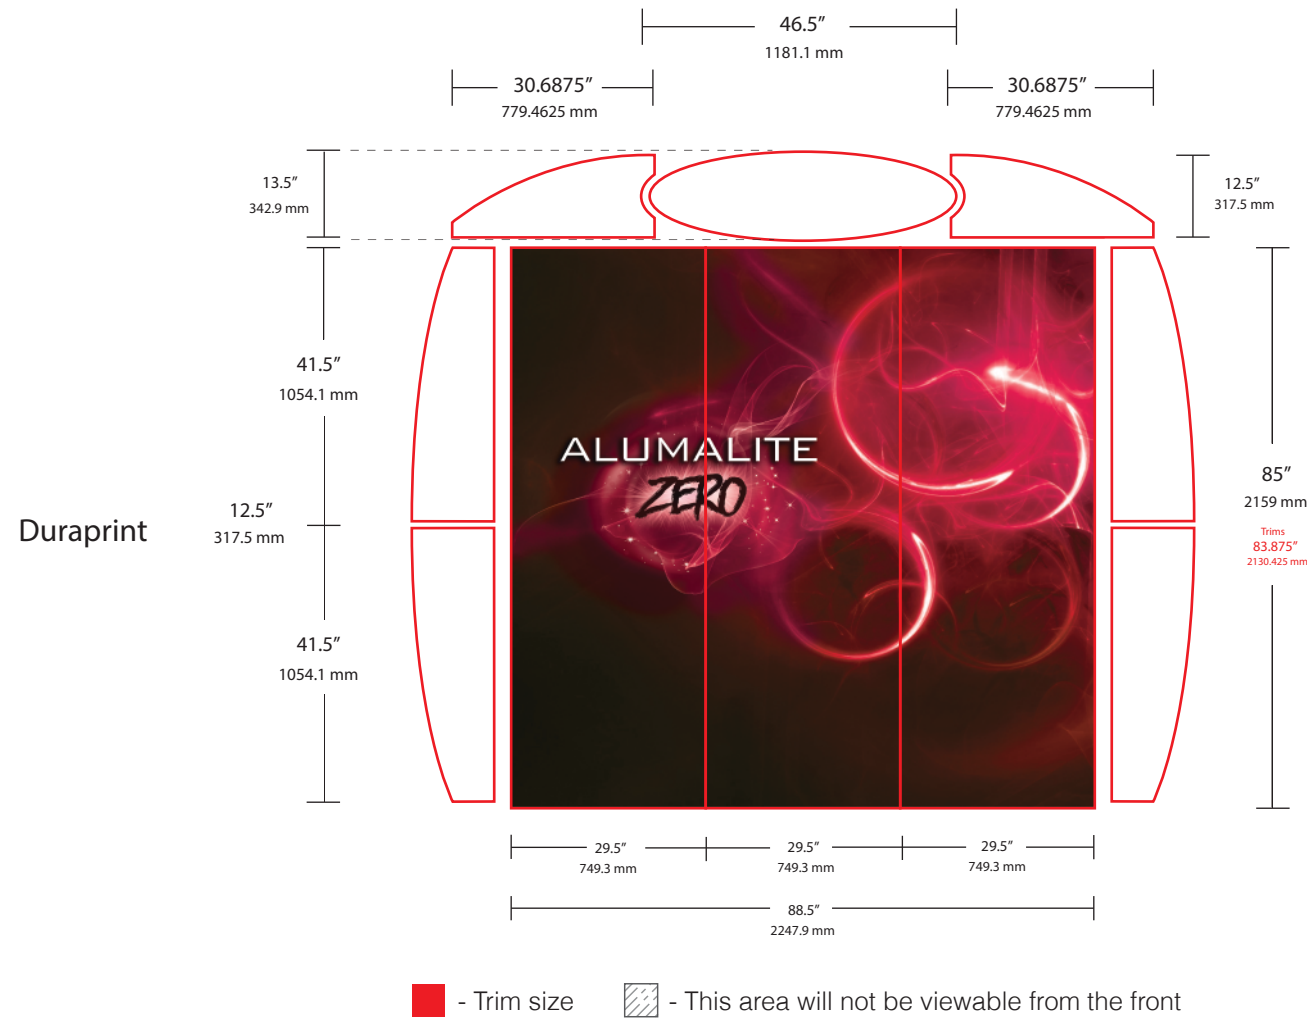 46.5”
1181.1 mm
30.6875”
779.4625 mm
30.6875”
779.4625 mm
13.5”
342.9 mm
12.5”
317.5 mm
41.5”
1054.1 mm
ALUMALITE
ZERO
85”
2159 mm
Trims
83.875”
2130.425 mm
12.5”
317.5 mm
Duraprint
41.5”
1054.1 mm
29.5”
749.3 mm
29.5”
749.3 mm
29.5”
749.3 mm
88.5”
2247.9 mm
- Trim size
- This area will not be viewable from the front